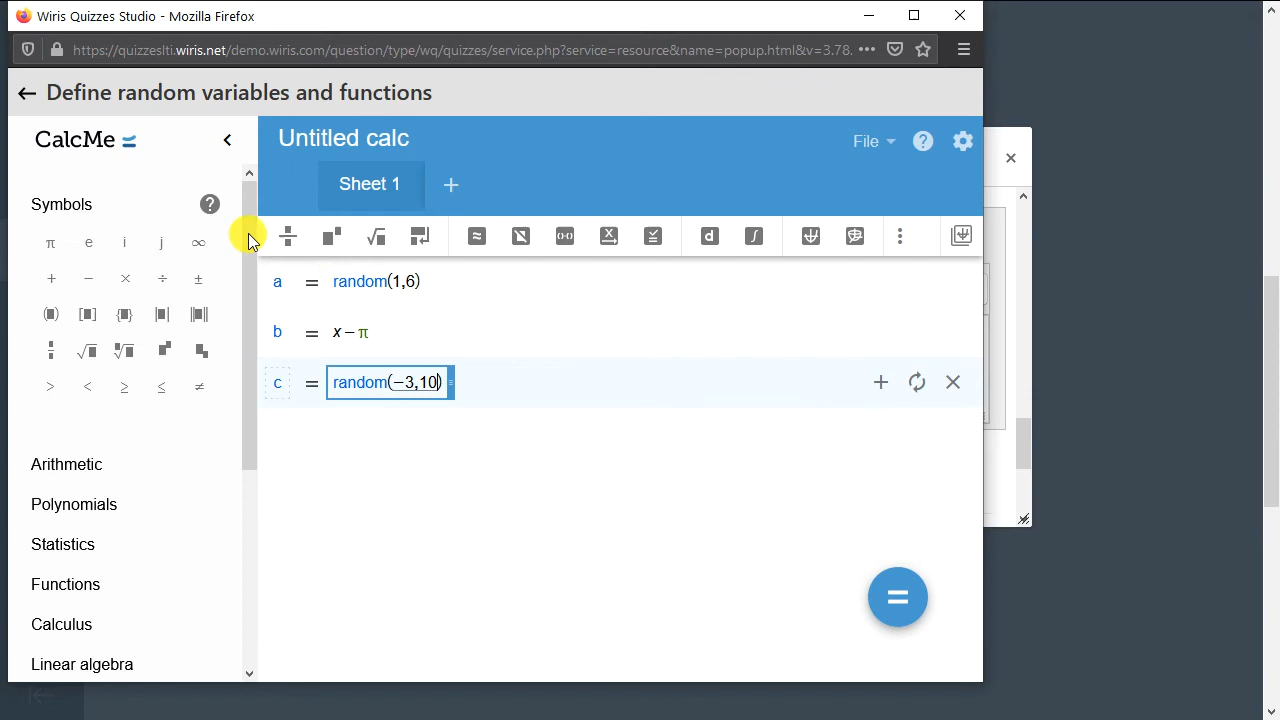 Wiris Quizzes Studio - Mozilla Firefox
https://quizzeslti.wiris.net/demo.wiris.com/question/type/wq/quizzes/service.php?service=resource&name=popup.html&v=3.78.
Define random variables and functions
CalcMe
Untitled calc
File
Sheet 1 +
Symbols
π e i j ∞
+ − × ÷ ±
> < ≥ ≤ ≠
a = random(1,6)
b = x−π
c = random(−3,10)
Arithmetic
Polynomials
Statistics
Functions
Calculus
Linear algebra
=